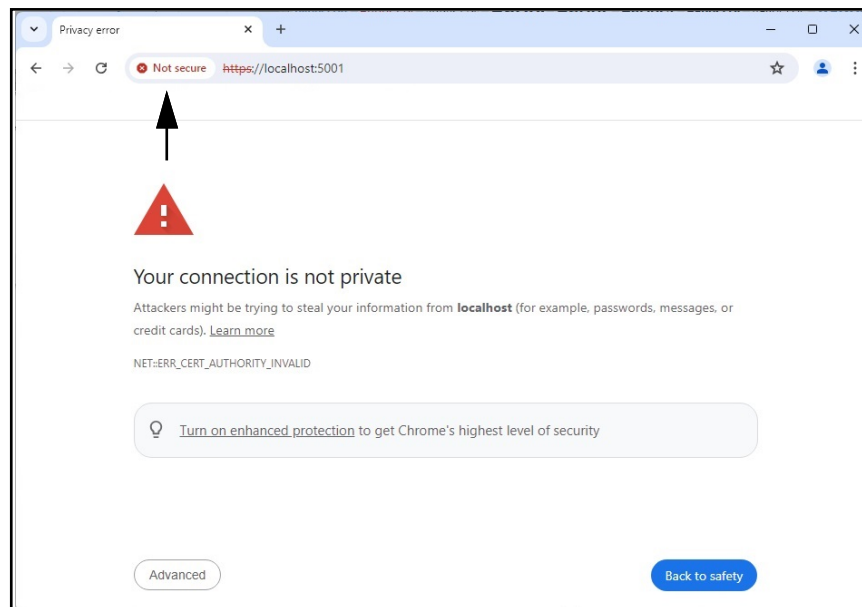 Privacy error
Not secure https://localhost:5001
Your connection is not private
Attackers might be trying to steal your information from localhost (for example, passwords, messages, or
credit cards). Learn more
NET::ERR_CERT_AUTHORITY_INVALID
Turn on enhanced protection to get Chrome's highest level of security
Advanced Back to safety